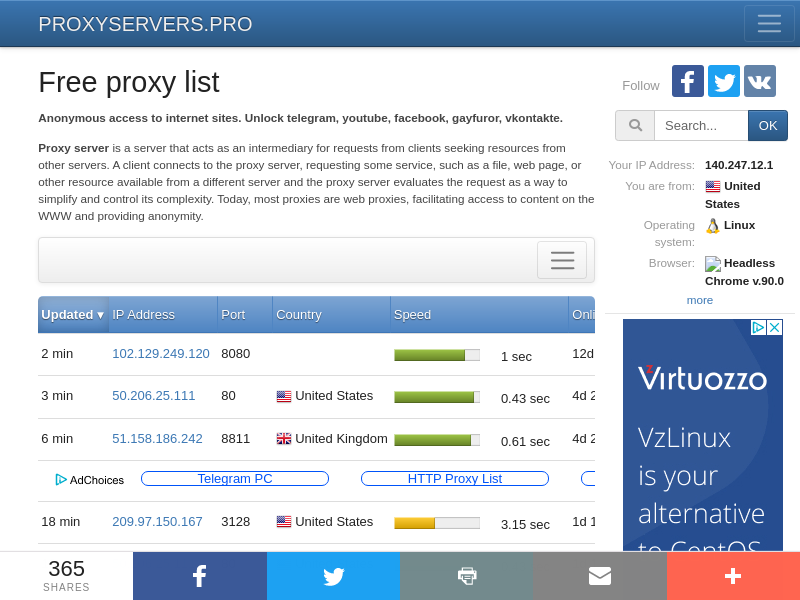 PROXYSERVERS.PRO
Free proxy list
Anonymous access to internet sites. Unlock telegram, youtube, facebook, gayfuror, vkontakte.
Proxy server is a server that acts as an intermediary for requests from clients seeking resources from
other servers. A client connects to the proxy server, requesting some service, such as a file, web page, or
other resource available from a different server and the proxy server evaluates the request as a way to
simplify and control its complexity. Today, most proxies are web proxies, facilitating access to content on the
WWW and providing anonymity.
Updated ▾ IP Address Port Country Speed Onli
2 min 102.129.249.120 8080 1 sec 12d
3 min 50.206.25.111 80 United States 0.43 sec 4d 2
6 min 51.158.186.242 8811 United Kingdom 0.61 sec 4d 2
AdChoices Telegram PC HTTP Proxy List
18 min 209.97.150.167 3128 United States 3.15 sec 1d 1
Follow
Search... OK
Your IP Address: 140.247.12.1
You are from: United
States
Operating Linux
system:
Browser: Headless
Chrome v.90.0
more
Virtuozzo
VzLinux
is your
alternative
to CentOS
365
SHARES